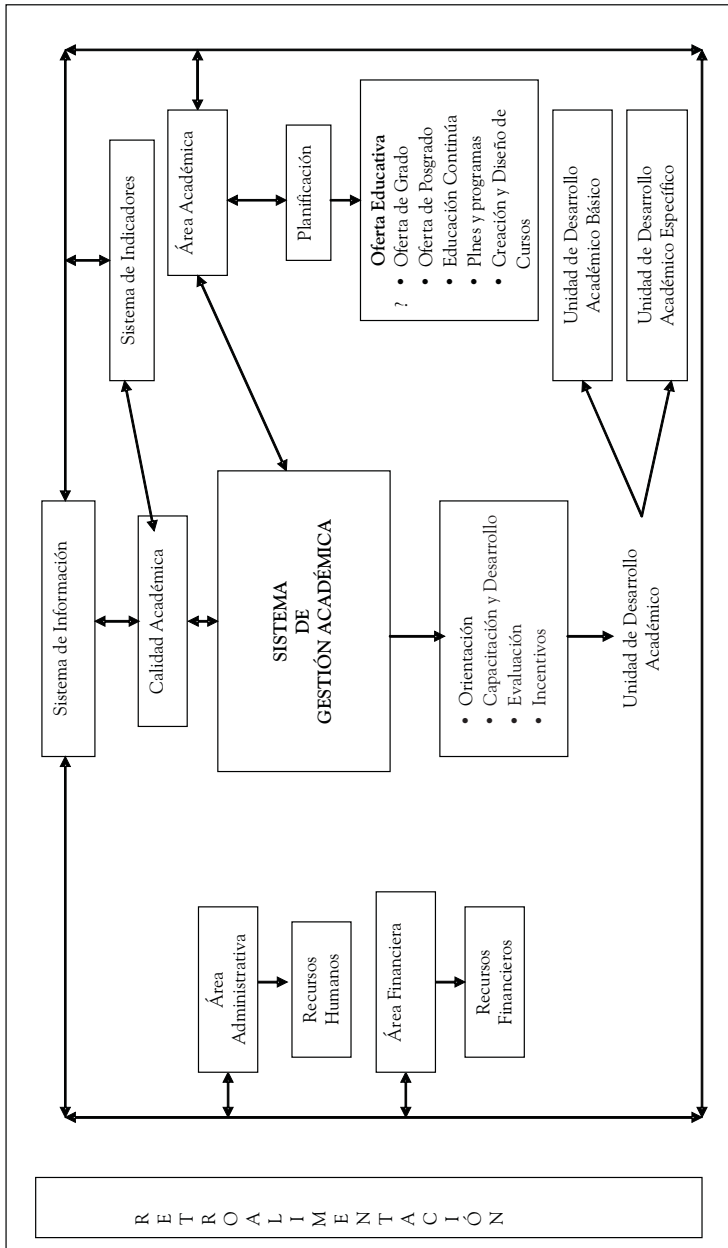 R
E
T
R
O
A
L
I
M
E
N
T
A
C
I
Ó
N
Sistema de Información
Calidad Académica
Sistema de Indicadores
Área Académica
Planificación
Oferta Educativa
? • Oferta de Grado
• Oferta de Posgrado
• Educación Continúa
• Plnes y programas
• Creación y Diseño de
Cursos
SISTEMA
DE
GESTIÓN ACADÉMICA
Área
Administrativa
Recursos
Humanos
Área Financiera
Recursos
Financieros
• Orientación
• Capacitación y Desarrollo
• Evaluación
• Incentivos
Unidad de Desarrollo
Académico
Unidad de Desarrollo
Académico Básico
Unidad de Desarrollo
Académico Específico